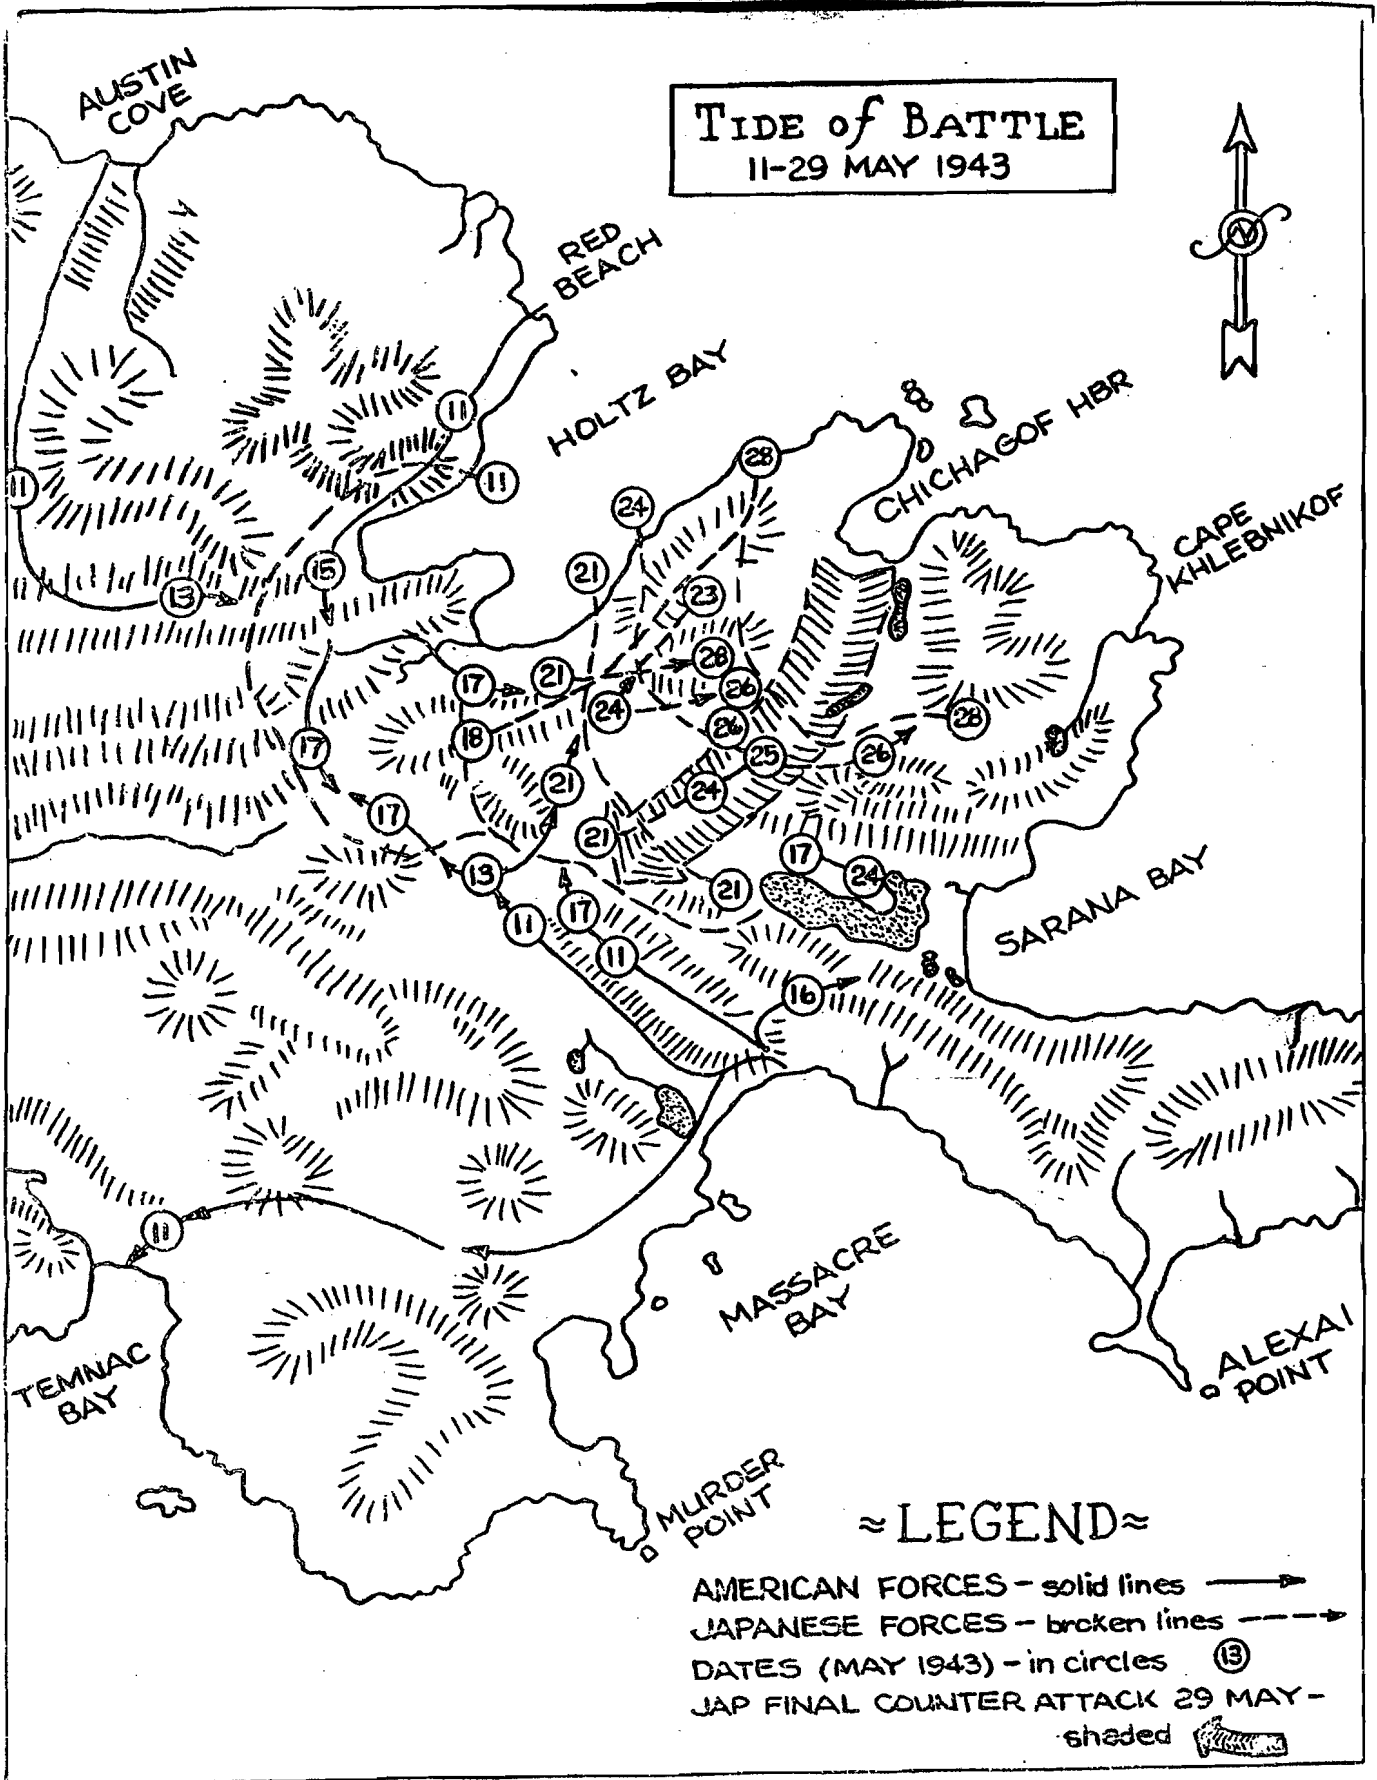 AUSTIN
COVE
TIDE of BATTLE
11-29 MAY 1943
N
RED
BEACH
HOLTZ BAY
CHICHAGOF HBR
CAPE
KHLEBNIKOF
11
11
11
28
24
21
15
13
23
17
21
28
26
24
18
26
28
17
25
26
21
24
17
21
17
24
13
21
11
17
11
16
SARANA BAY
11
MASSACRE
BAY
TEMNAC
BAY
ALEXAI
POINT
MURDER
POINT
≈LEGEND≈
AMERICAN FORCES - solid lines
JAPANESE FORCES - broken lines
DATES (MAY 1943) - in circles 13
JAP FINAL COUNTER ATTACK 29 MAY -
shaded